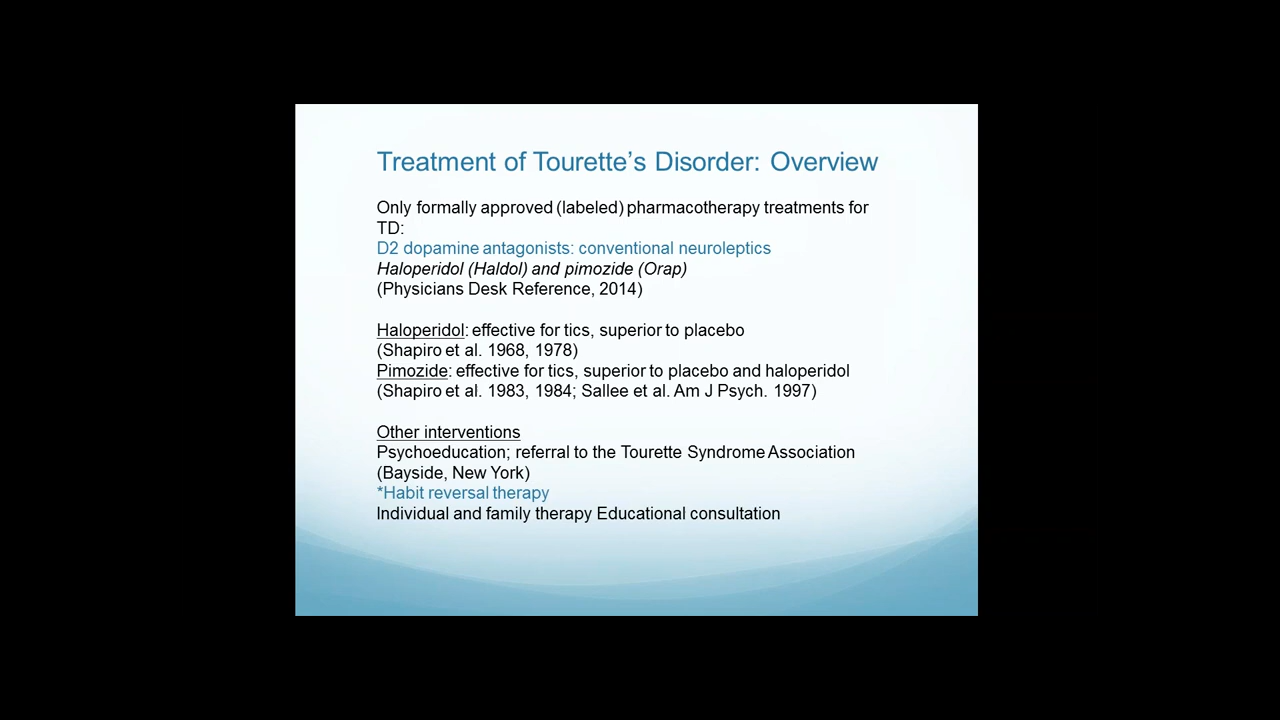 Treatment of Tourette’s Disorder: Overview
Only formally approved (labeled) pharmacotherapy treatments for
TD:
D2 dopamine antagonists: conventional neuroleptics
Haloperidol (Haldol) and pimozide (Orap)
(Physicians Desk Reference, 2014)
Haloperidol: effective for tics, superior to placebo
(Shapiro et al. 1968, 1978)
Pimozide: effective for tics, superior to placebo and haloperidol
(Shapiro et al. 1983, 1984; Sallee et al. Am J Psych. 1997)
Other interventions
Psychoeducation; referral to the Tourette Syndrome Association
(Bayside, New York)
*Habit reversal therapy
Individual and family therapy Educational consultation